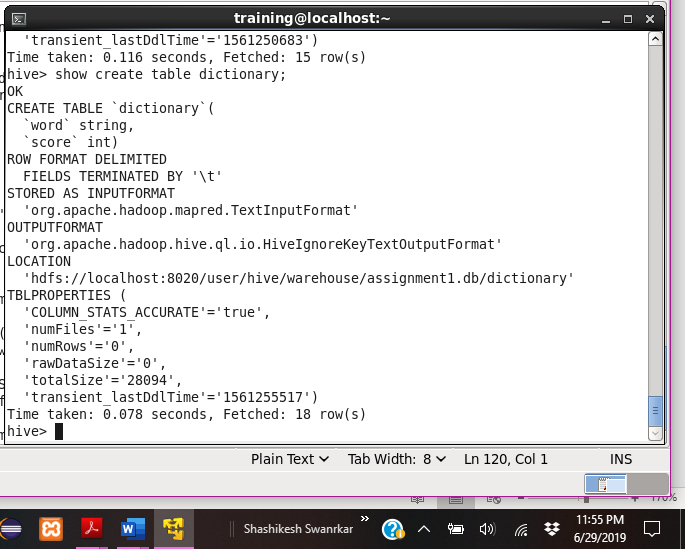 training@localhost:~
'transient_lastDdlTime'='1561250683')
Time taken: 0.116 seconds, Fetched: 15 row(s)
hive> show create table dictionary;
OK
CREATE TABLE `dictionary`(
`word` string,
`score` int)
ROW FORMAT DELIMITED
FIELDS TERMINATED BY '\t'
STORED AS INPUTFORMAT
'org.apache.hadoop.mapred.TextInputFormat'
OUTPUTFORMAT
'org.apache.hadoop.hive.ql.io.HiveIgnoreKeyTextOutputFormat'
LOCATION
'hdfs://localhost:8020/user/hive/warehouse/assignment1.db/dictionary'
TBLPROPERTIES (
'COLUMN_STATS_ACCURATE'='true',
'numFiles'='1',
'numRows'='0',
'rawDataSize'='0',
'totalSize'='28094',
'transient_lastDdlTime'='1561255517')
Time taken: 0.078 seconds, Fetched: 18 row(s)
hive>
Plain Text Tab Width: 8 Ln 120, Col 1 INS
170%
Shashikesh Swanrkar
11:55 PM
6/29/2019